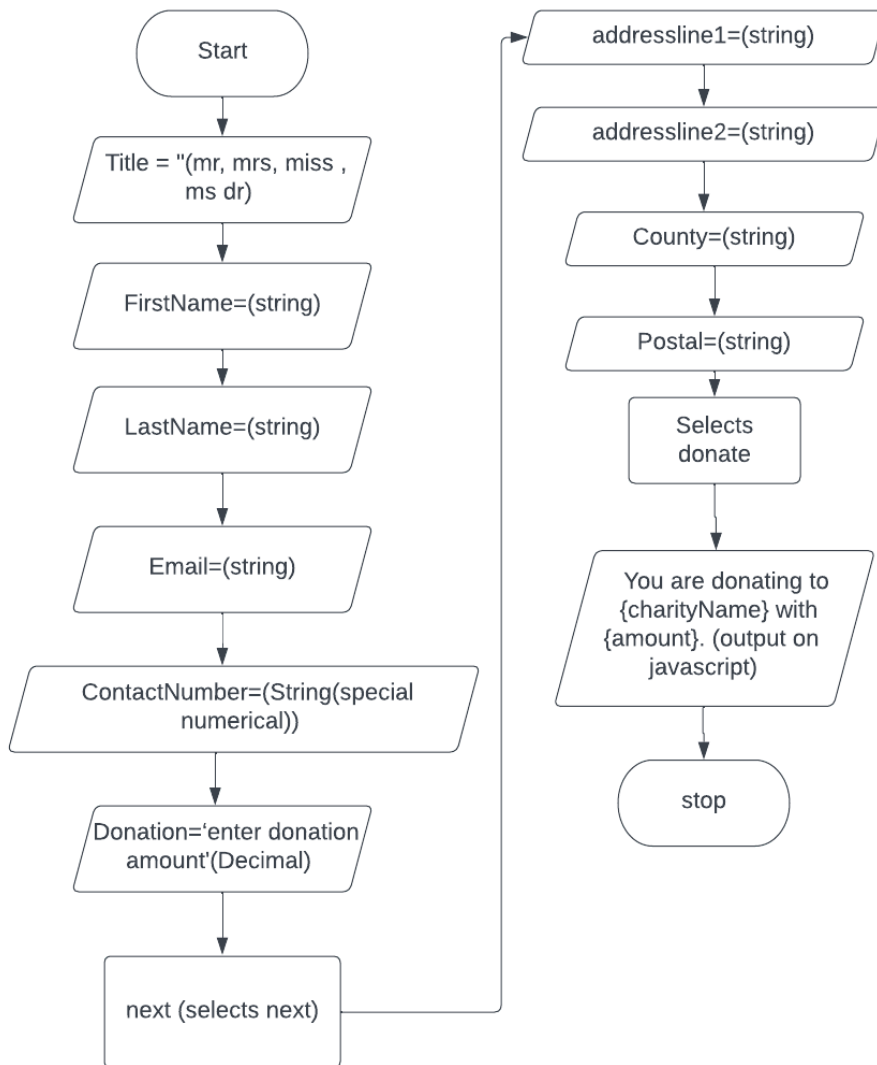 Start
Title = "(mr, mrs, miss ,
ms dr)
FirstName=(string)
LastName=(string)
Email=(string)
ContactNumber=(String(special
numerical))
Donation=‘enter donation
amount'(Decimal)
next (selects next)
addressline1=(string)
addressline2=(string)
County=(string)
Postal=(string)
Selects
donate
You are donating to
{charityName} with
{amount}. (output on
javascript)
stop